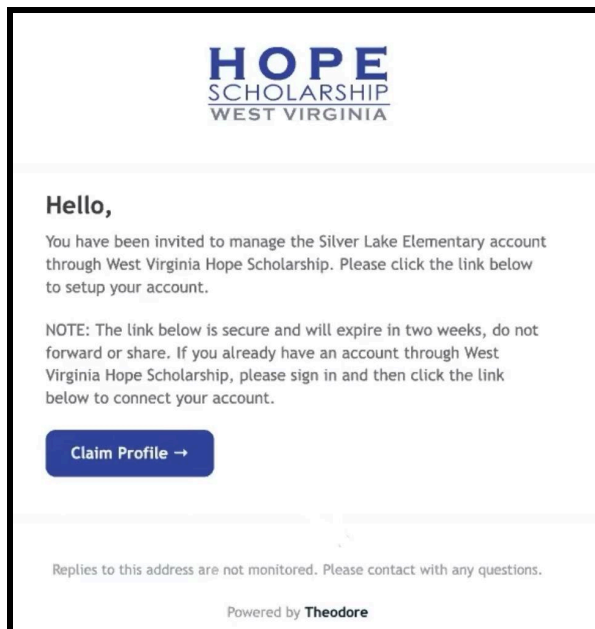 HOPE
SCHOLARSHIP
WEST VIRGINIA
Hello,
You have been invited to manage the Silver Lake Elementary account
through West Virginia Hope Scholarship. Please click the link below
to setup your account.
NOTE: The link below is secure and will expire in two weeks, do not
forward or share. If you already have an account through West
Virginia Hope Scholarship, please sign in and then click the link
below to connect your account.
Claim Profile →
Replies to this address are not monitored. Please contact with any questions.
Powered by Theodore